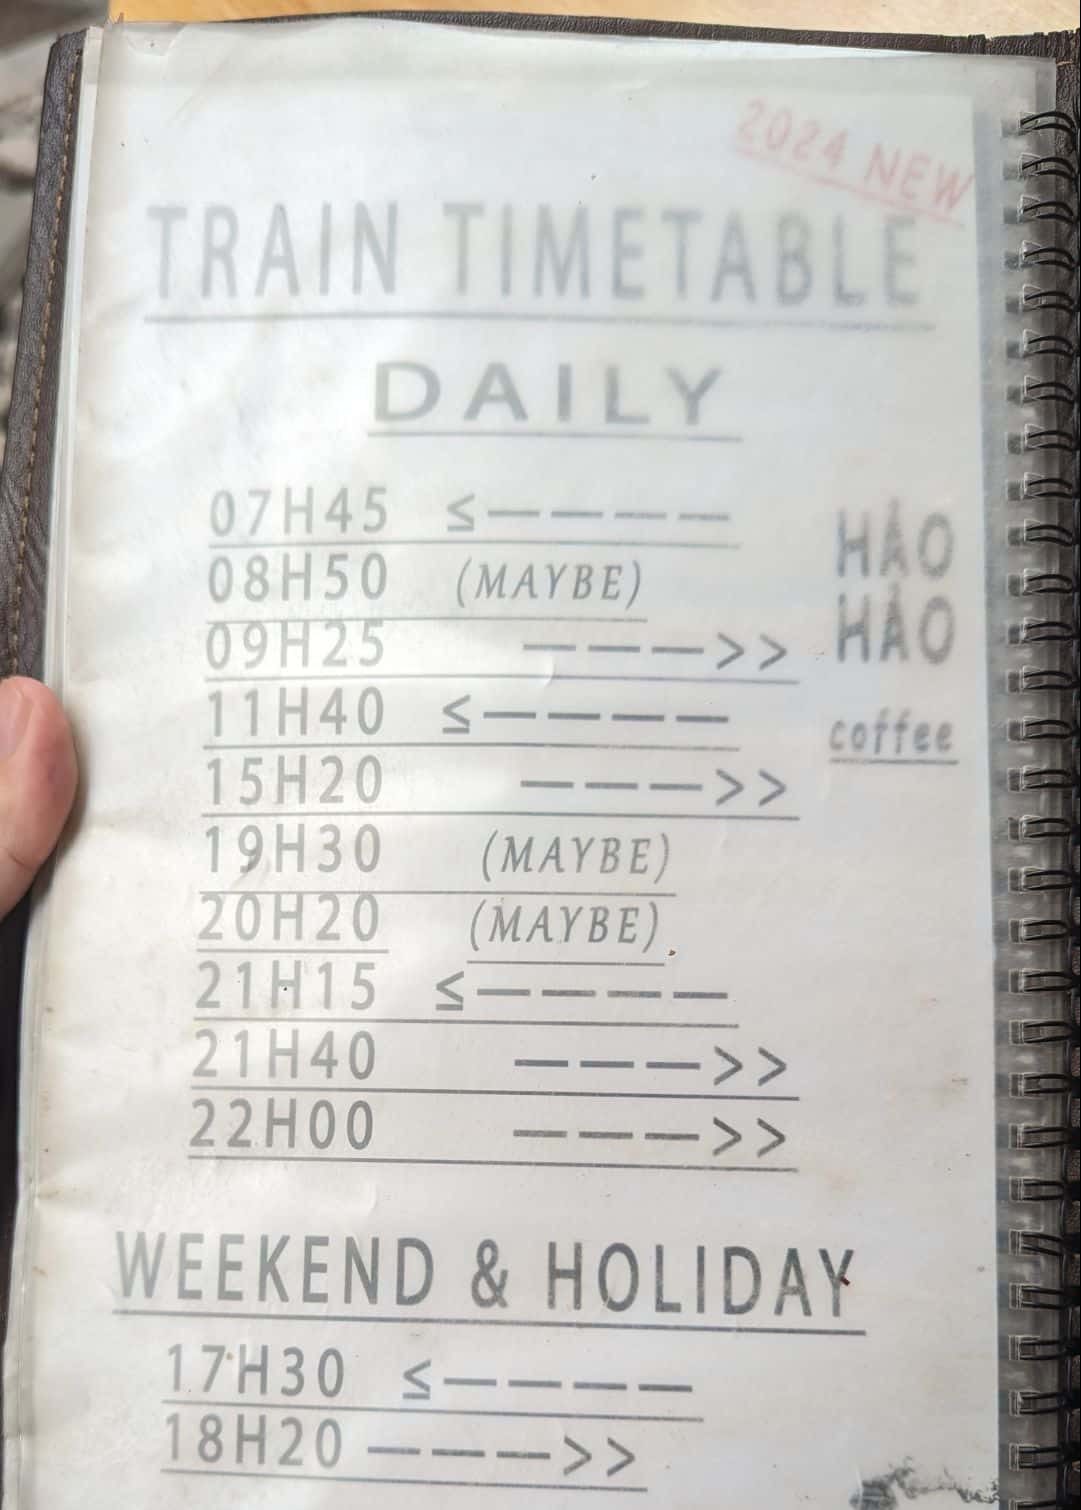 2024 NEW
TRAIN TIMETABLE
DAILY
07H45 ≤————
08H50 (MAYBE)
09H25 ———>>
11H40 ≤————
15H20 ———>>
19H30 (MAYBE)
20H20 (MAYBE)
21H15 ≤————
21H40 ———>>
22H00 ———>>
HẢO
HẢO
coffee
WEEKEND & HOLIDAY
17H30 ≤————
18H20 ———>>